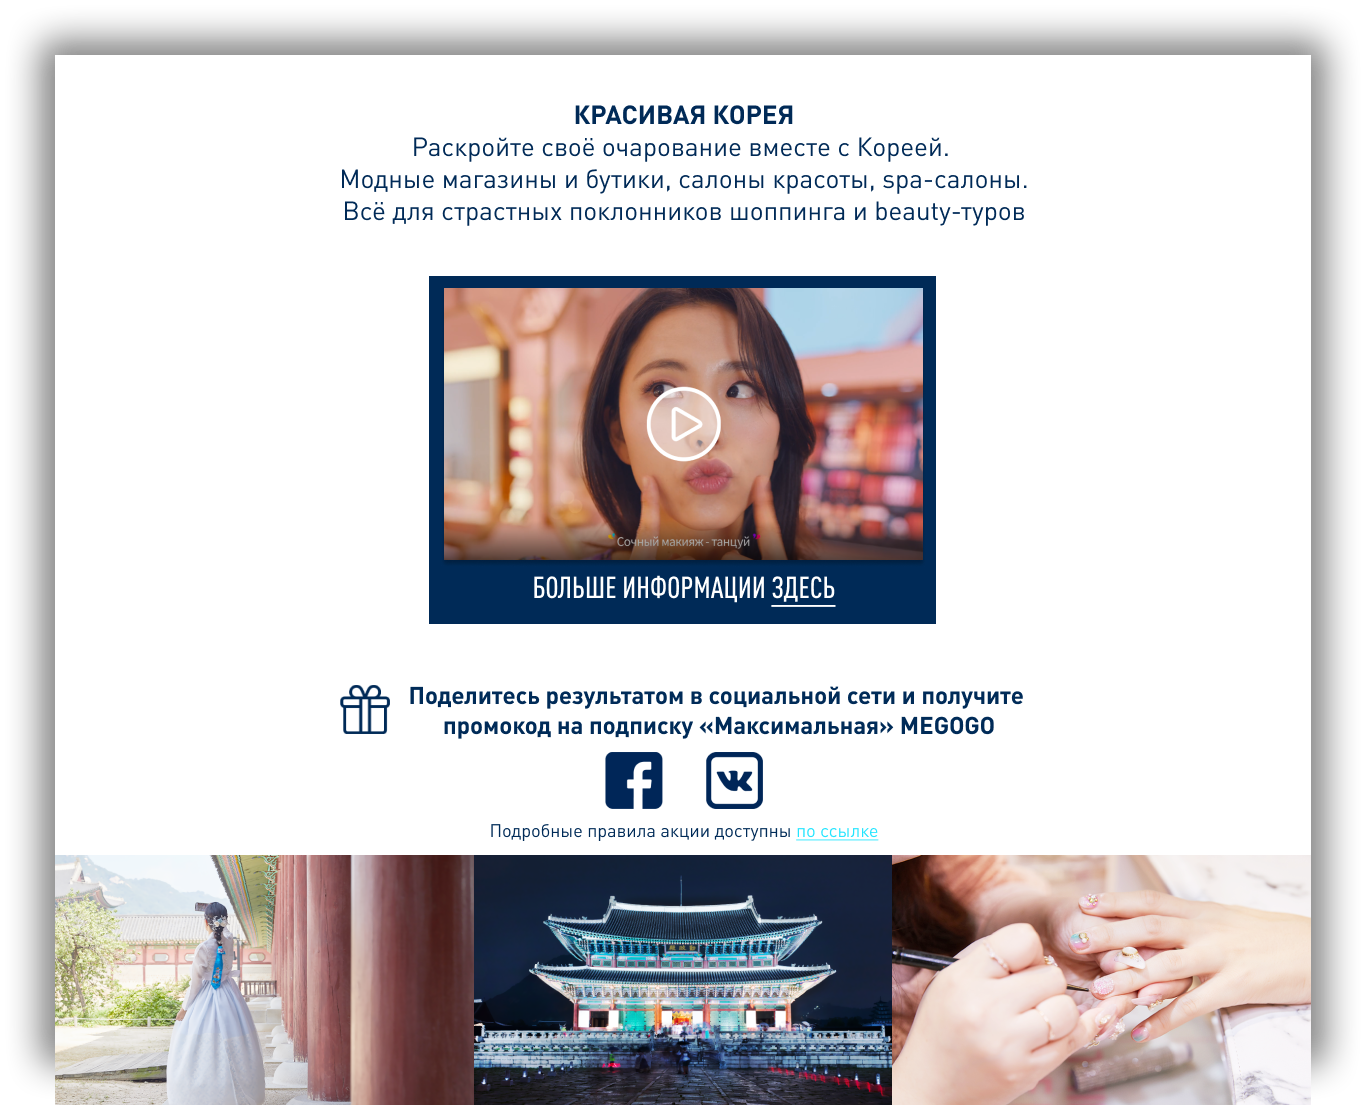 КРАСИВАЯ КОРЕЯ
Раскройте своё очарование вместе с Кореей.
Модные магазины и бутики, салоны красоты, spa-салоны.
Всё для страстных поклонников шоппинга и beauty-туров
Сочный макияж - танцуй
БОЛЬШЕ ИНФОРМАЦИИ ЗДЕСЬ
Поделитесь результатом в социальной сети и получите
промокод на подписку «Максимальная» MEGOGO
Подробные правила акции доступны по ссылке